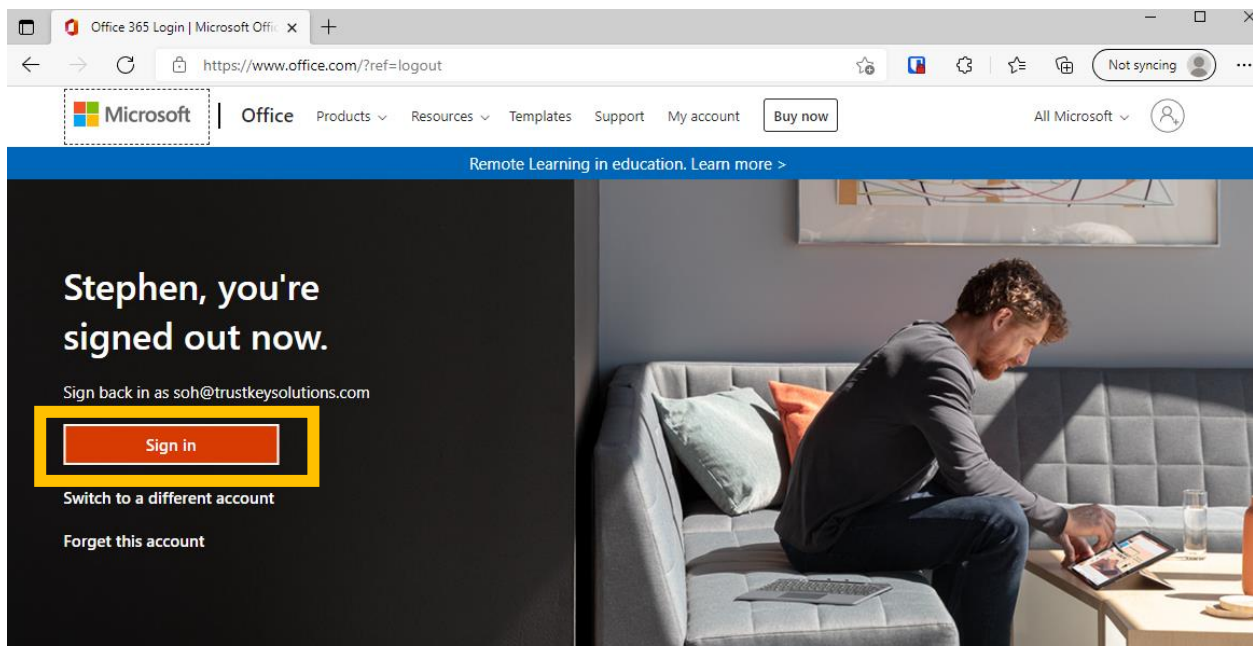 Office 365 Login | Microsoft Offic
https://www.office.com/?ref=logout
Not syncing
Microsoft Office Products Resources Templates Support My account Buy now All Microsoft
Remote Learning in education. Learn more >
Stephen, you're
signed out now.
Sign back in as soh@trustkeysolutions.com
Sign in
Switch to a different account
Forget this account